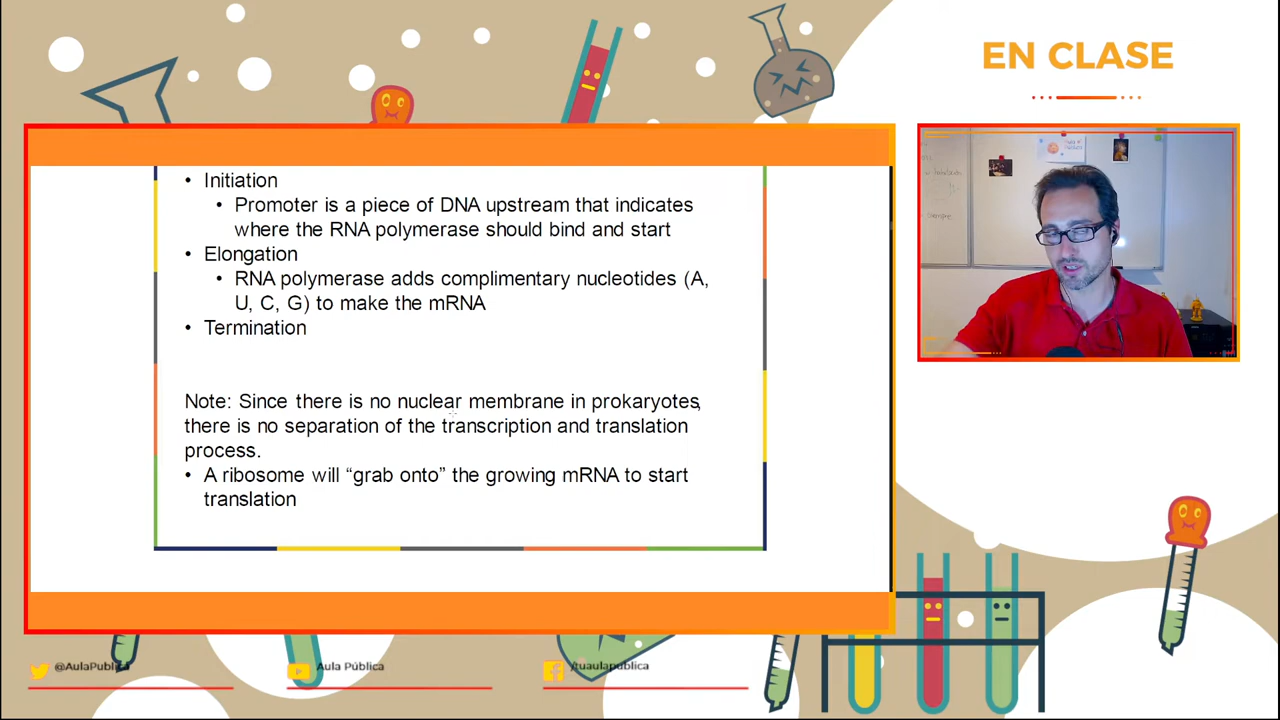 EN CLASE
• Initiation
• Promoter is a piece of DNA upstream that indicates
where the RNA polymerase should bind and start
• Elongation
• RNA polymerase adds complimentary nucleotides (A,
U, C, G) to make the mRNA
• Termination
Note: Since there is no nuclear membrane in prokaryotes,
there is no separation of the transcription and translation
process.
• A ribosome will “grab onto” the growing mRNA to start
translation
@AulaPublica
Aula Pública
/tuaulapublica